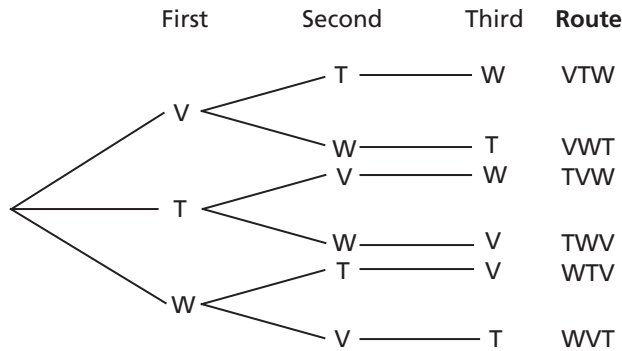 First Second Third Route
T W VTW
V
W T VWT
V W TVW
T
W V TWV
T V WTV
W
V T WVT